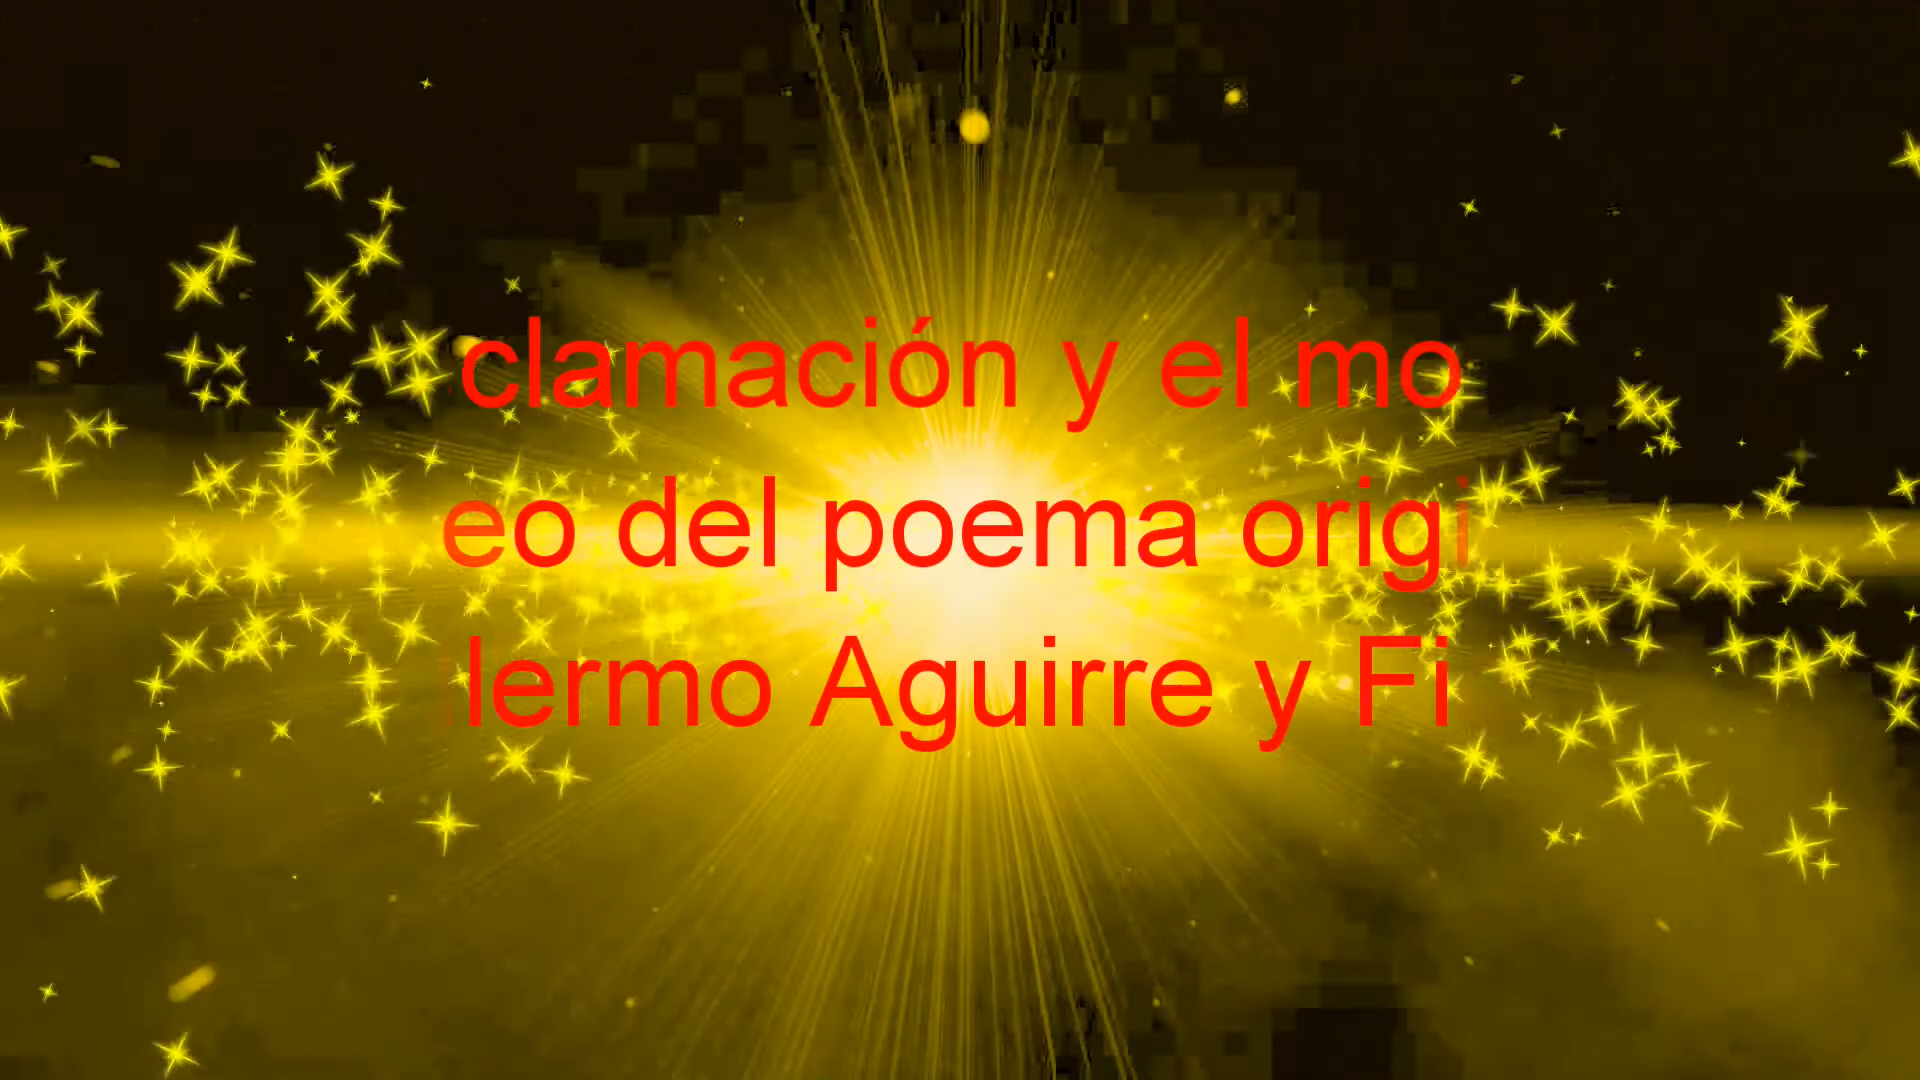 clamación y el mo
eo del poema origi
lermo Aguirre y Fi